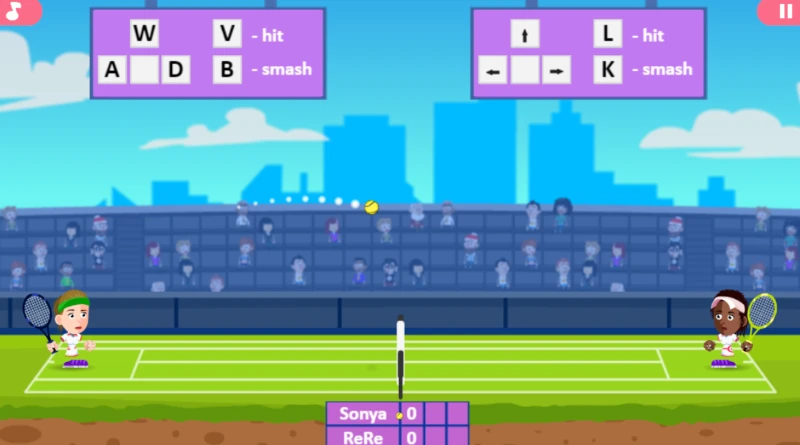 W V - hit
A D B - smash
↑ L - hit
← → K - smash
Sonya 0
ReRe 0